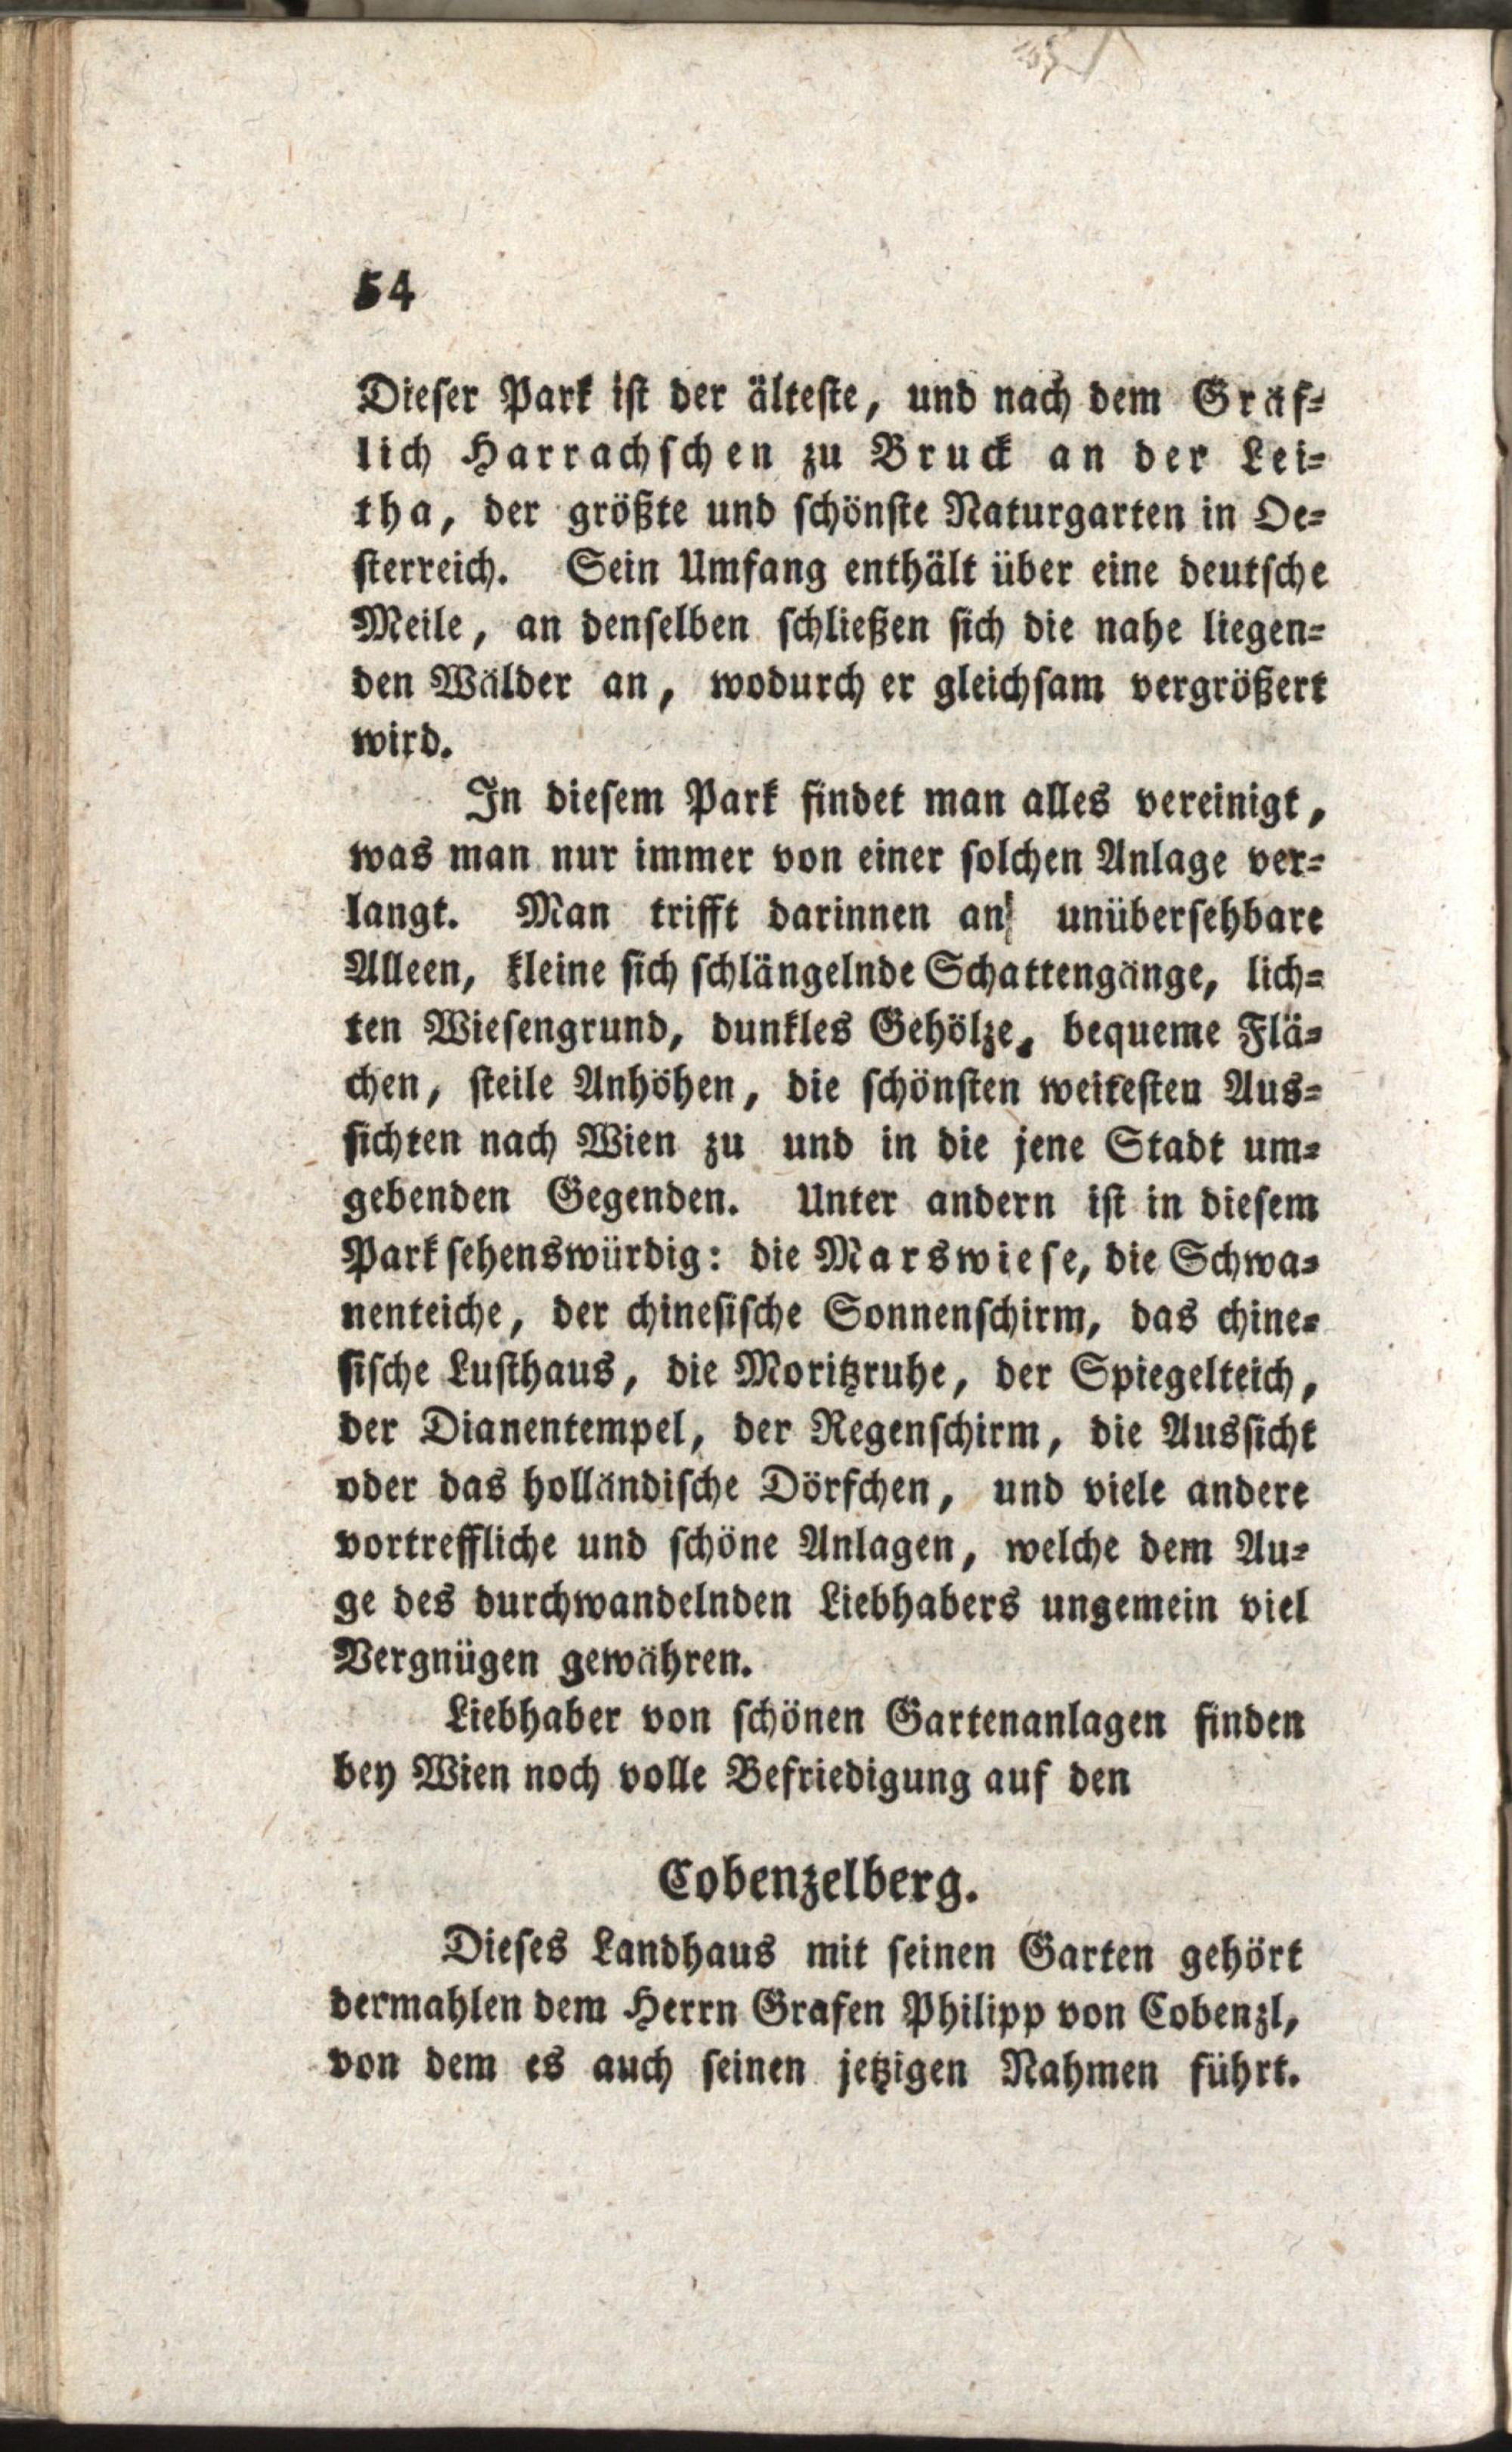 54
Dieser Park ist der älteste, und nach dem Gräf-
lich Harrachschen zu Bruck an der Lei-
tha, der größte und schönste Naturgarten in Oe-
sterreich. Sein Umfang enthält über eine deutsche
Meile, an denselben schließen sich die nahe liegen-
den Wälder an, wodurch er gleichsam vergrößert
wird.
In diesem Park findet man alles vereinigt,
was man nur immer von einer solchen Anlage ver-
langt. Man trifft darinnen an unübersehbare
Alleen, kleine sich schlängelnde Schattengänge, lich-
ten Wiesengrund, dunkles Gehölze, bequeme Flä-
chen, steile Anhöhen, die schönsten weitesten Aus-
sichten nach Wien zu und in die jene Stadt um-
gebenden Gegenden. Unter andern ist in diesem
Park sehenswürdig: die Marswiese, die Schwa-
nenteiche, der chinesische Sonnenschirm, das chine-
sische Lusthaus, die Moritzruhe, der Spiegelteich,
der Dianentempel, der Regenschirm, die Aussicht
oder das holländische Dörfchen, und viele andere
vortreffliche und schöne Anlagen, welche dem Au-
ge des durchwandelnden Liebhabers ungemein viel
Vergnügen gewähren.
Liebhaber von schönen Gartenanlagen finden
bey Wien noch volle Befriedigung auf den
Cobenzelberg.
Dieses Landhaus mit seinen Garten gehört
dermahlen dem Herrn Grafen Philipp von Cobenzl,
von dem es auch seinen jetzigen Nahmen führt.